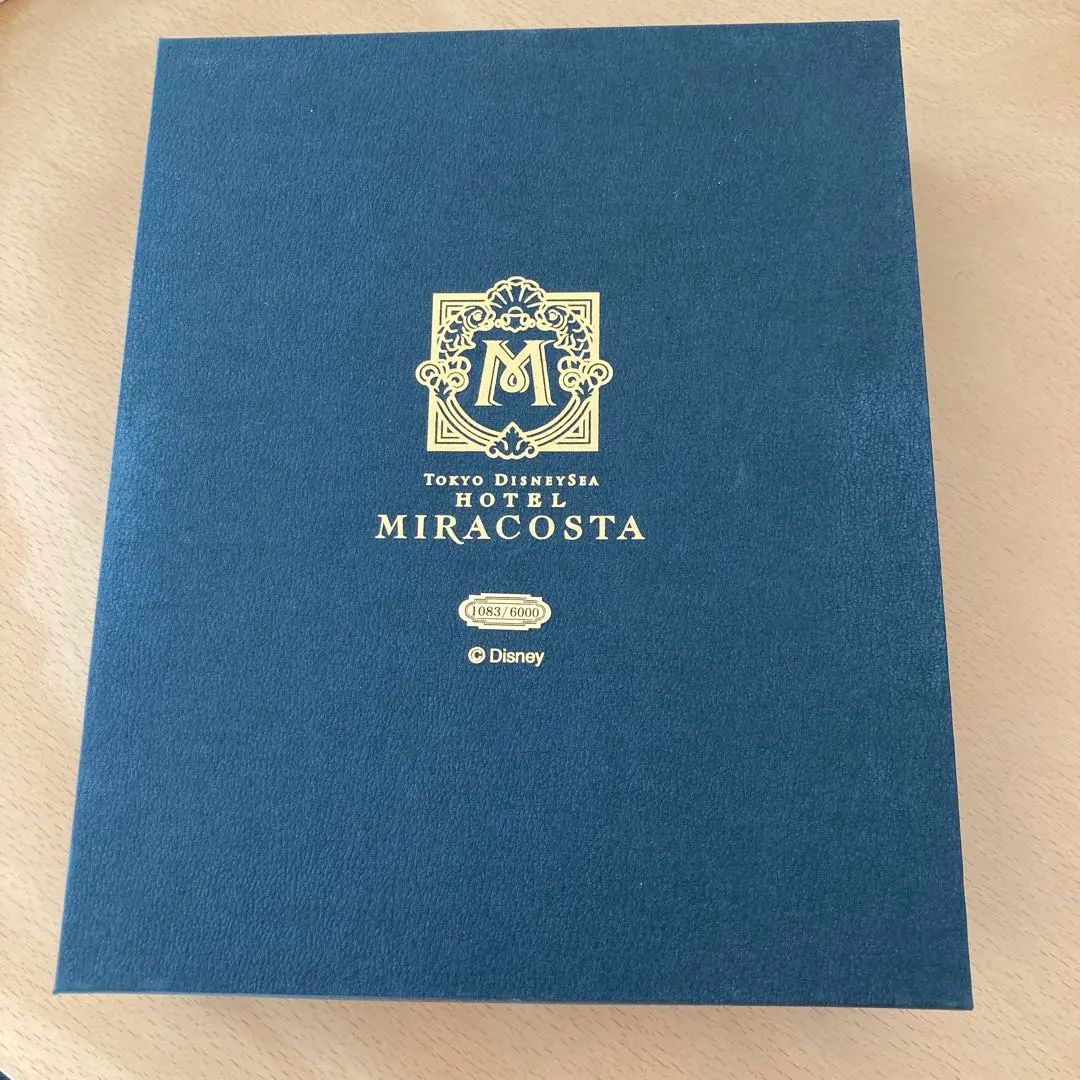 M
TOKYO DISNEYSEA
HOTEL
MIRACOSTA
1083/6000
© Disney